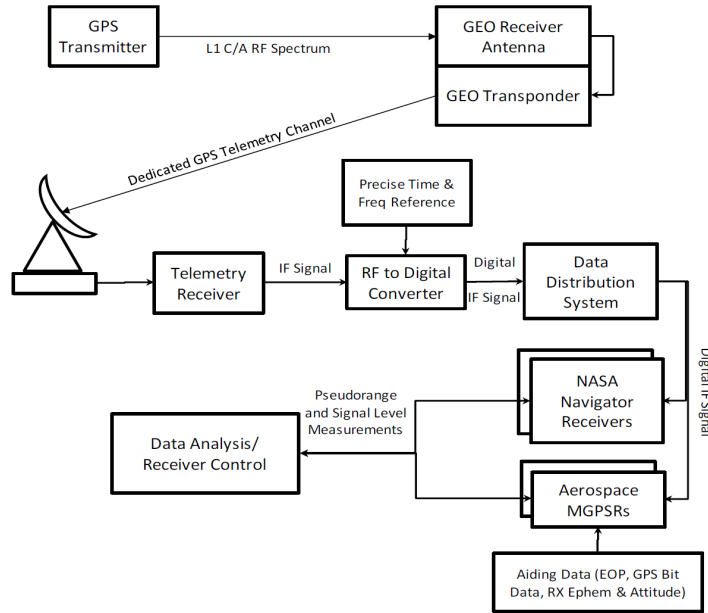 GPS
Transmitter
L1 C/A RF Spectrum
GEO Receiver
Antenna
GEO Transponder
Dedicated GPS Telemetry Channel
Precise Time &
Freq Reference
Telemetry
Receiver
IF Signal
RF to Digital
Converter
Digital
IF Signal
Data
Distribution
System
Digital IF Signal
NASA
Navigator
Receivers
Pseudorange
and Signal Level
Measurements
Data Analysis/
Receiver Control
Aerospace
MGPSRs
Aiding Data (EOP, GPS Bit
Data, RX Ephem & Attitude)